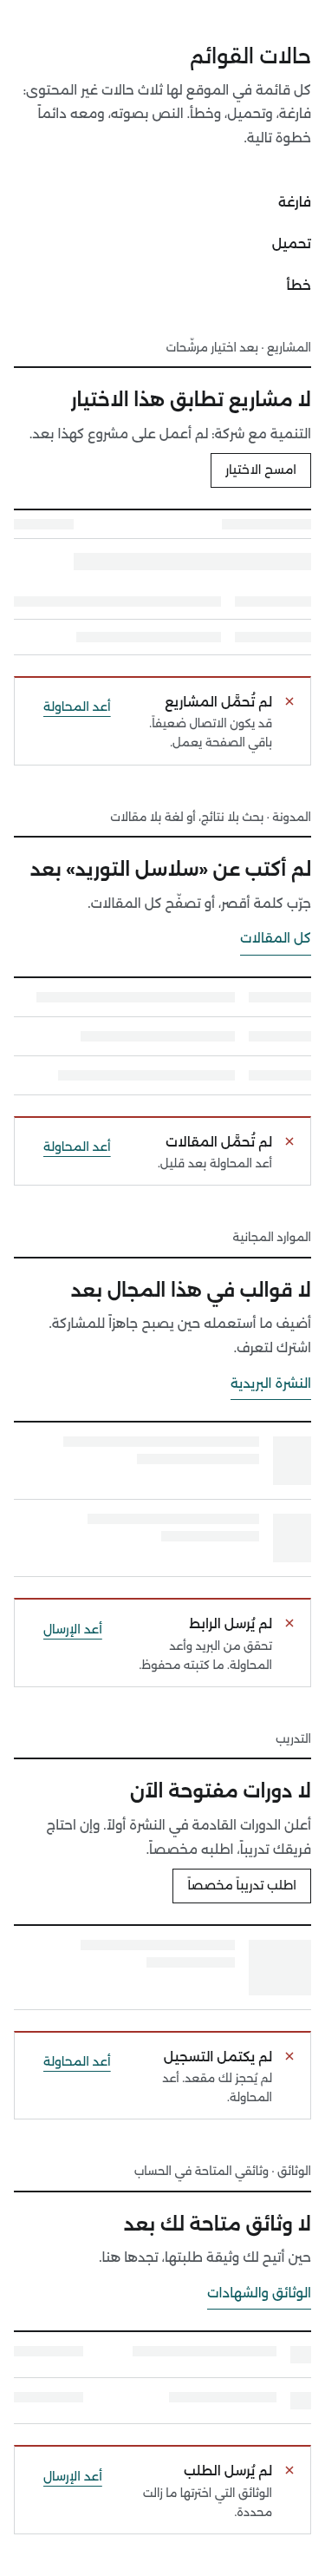 حالات القوائم
كل قائمة في الموقع لها ثلاث حالات غير المحتوى:
فارغة، وتحميل، وخطأ. النص بصوته، ومعه دائماً
خطوة تالية.
فارغة
تحميل
خطأ
المشاريع · بعد اختيار مرشّحات
لا مشاريع تطابق هذا الاختيار
التنمية مع شركة: لم أعمل على مشروع كهذا بعد.
امسح الاختيار
× لم تُحمَّل المشاريع
أعد المحاولة
قد يكون الاتصال ضعيفاً.
باقي الصفحة يعمل.
المدونة · بحث بلا نتائج، أو لغة بلا مقالات
لم أكتب عن «سلاسل التوريد» بعد
جرّب كلمة أقصر، أو تصفّح كل المقالات.
كل المقالات
× لم تُحمَّل المقالات
أعد المحاولة
أعد المحاولة بعد قليل.
الموارد المجانية
لا قوالب في هذا المجال بعد
أضيف ما أستعمله حين يصبح جاهزاً للمشاركة.
اشترك لتعرف.
النشرة البريدية
× لم يُرسل الرابط
أعد الإرسال
تحقق من البريد وأعد
المحاولة. ما كتبته محفوظ.
التدريب
لا دورات مفتوحة الآن
أعلن الدورات القادمة في النشرة أولاً. وإن احتاج
فريقك تدريباً، اطلبه مخصصاً.
اطلب تدريباً مخصصاً
× لم يكتمل التسجيل
أعد المحاولة
لم يُحجز لك مقعد. أعد
المحاولة.
الوثائق · وثائقي المتاحة في الحساب
لا وثائق متاحة لك بعد
حين أتيح لك وثيقة طلبتها، تجدها هنا.
الوثائق والشهادات
× لم يُرسل الطلب
أعد الإرسال
الوثائق التي اخترتها ما زالت
محددة.